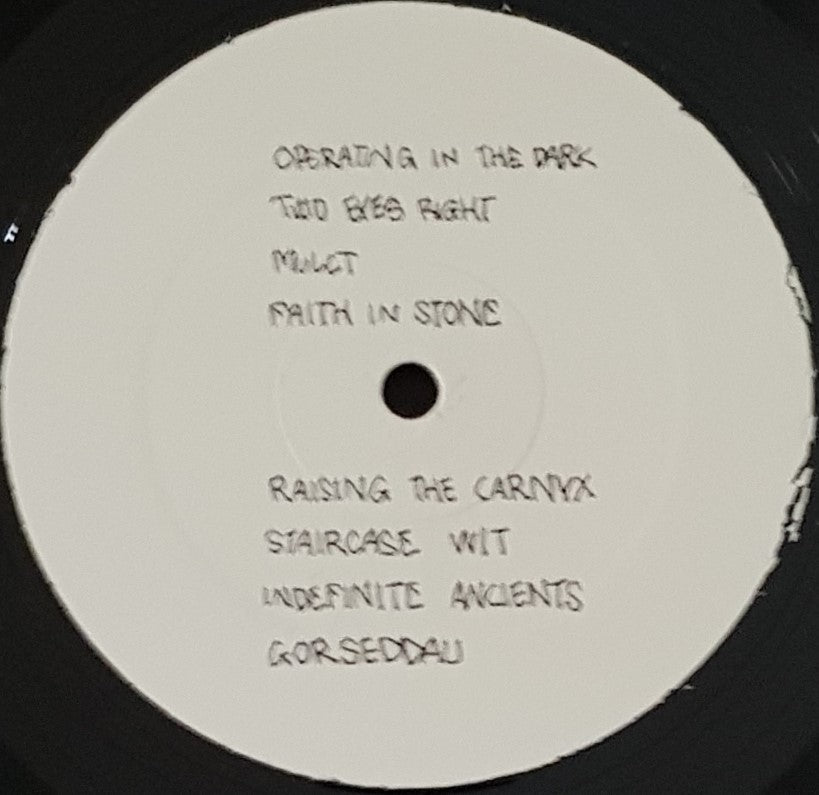 OPERATING IN THE DARK
TWO EYES RIGHT
MULCT
FAITH IN STONE
RAISING THE CARNYX
STAIRCASE WIT
INDEFINITE ANCIENTS
GORSEDDAU